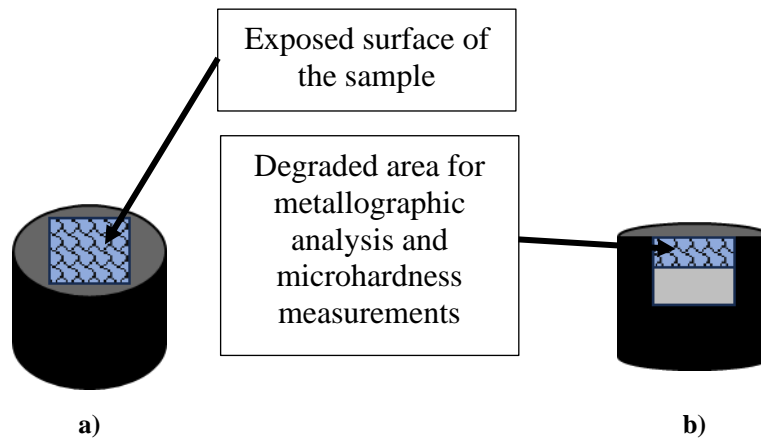 Exposed surface of
the sample
Degraded area for
metallographic
analysis and
microhardness
measurements
a)
b)